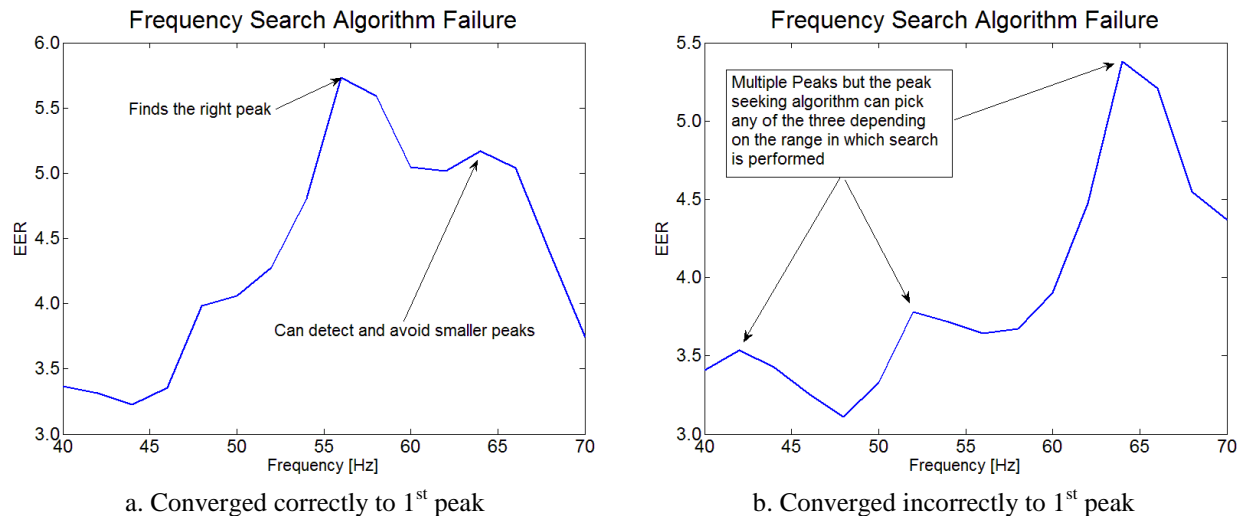 Frequency Search Algorithm Failure
6.0
5.5
5.0
4.5
4.0
3.5
3.0
EER
Finds the right peak
Can detect and avoid smaller peaks
40 45 50 55 60 65 70
Frequency [Hz]
a. Converged correctly to 1st peak
Frequency Search Algorithm Failure
5.5
5.0
4.5
4.0
3.5
3.0
EER
Multiple Peaks but the peak
seeking algorithm can pick
any of the three depending
on the range in which search
is performed
40 45 50 55 60 65 70
Frequency [Hz]
b. Converged incorrectly to 1st peak